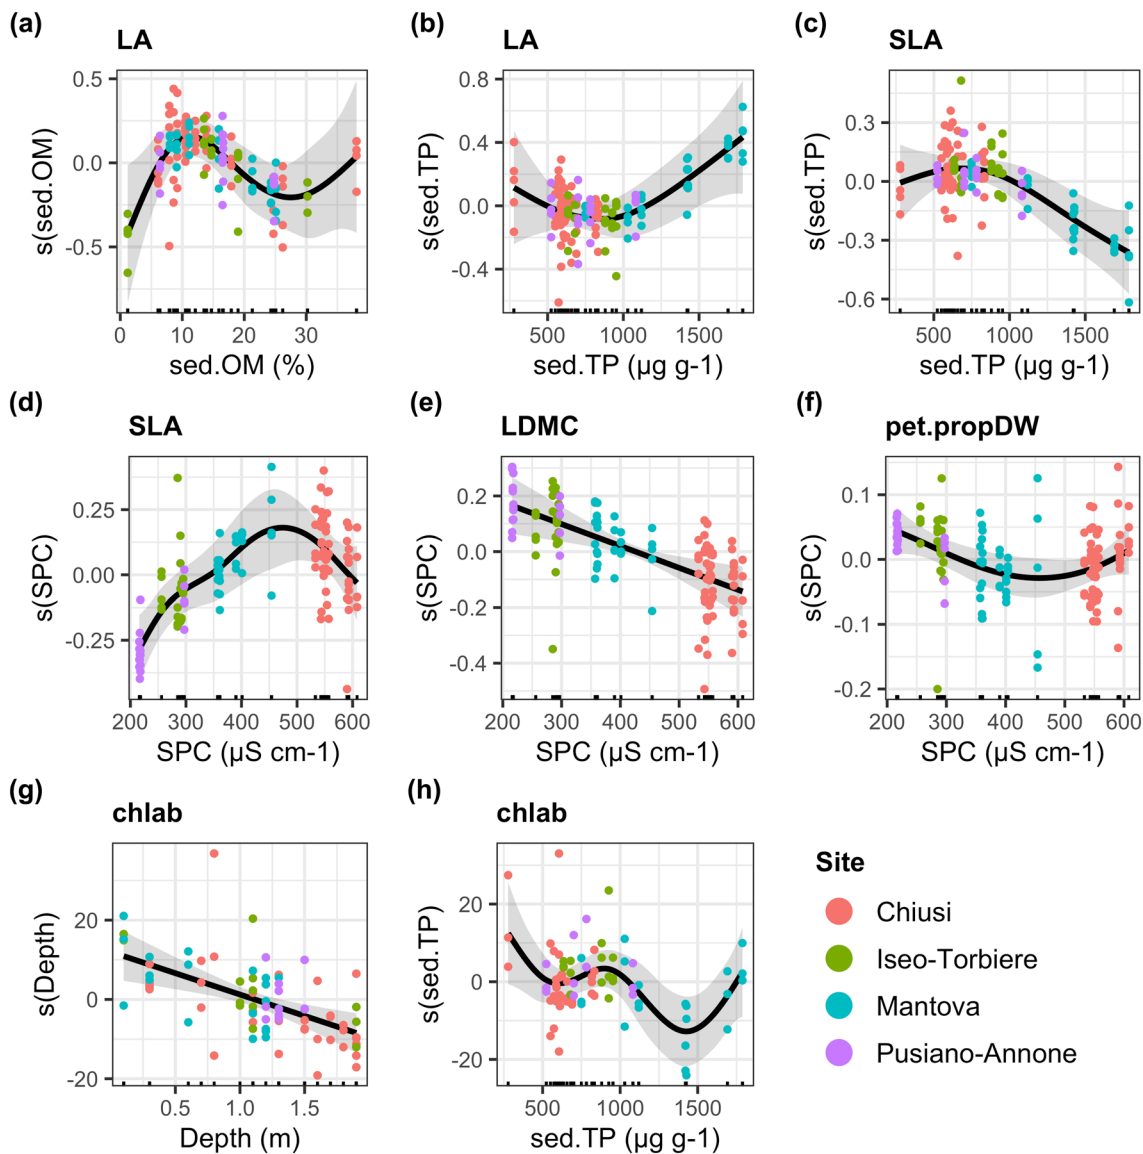 (a)
LA
s(sed.OM)
0.5
0.0
-0.5
0
10
20
30
sed.OM (%)
(b)
LA
s(sed.TP)
0.8
0.4
0.0
-0.4
500
1000
1500
sed.TP (µg g-1)
(c)
SLA
s(sed.TP)
0.3
0.0
-0.3
-0.6
500
1000
1500
sed.TP (µg g-1)
(d)
SLA
s(SPC)
0.25
0.00
-0.25
200
300
400
500
600
SPC (µS cm-1)
(e)
LDMC
s(SPC)
0.2
0.0
-0.2
-0.4
200
300
400
500
600
SPC (µS cm-1)
(f)
pet.propDW
s(SPC)
0.1
0.0
-0.1
-0.2
200
300
400
500
600
SPC (µS cm-1)
(g)
chlab
s(Depth)
20
0
-20
0.5
1.0
1.5
Depth (m)
(h)
chlab
s(sed.TP)
20
0
-20
500
1000
1500
sed.TP (µg g-1)
Site
Chiusi
Iseo-Torbiere
Mantova
Pusiano-Annone